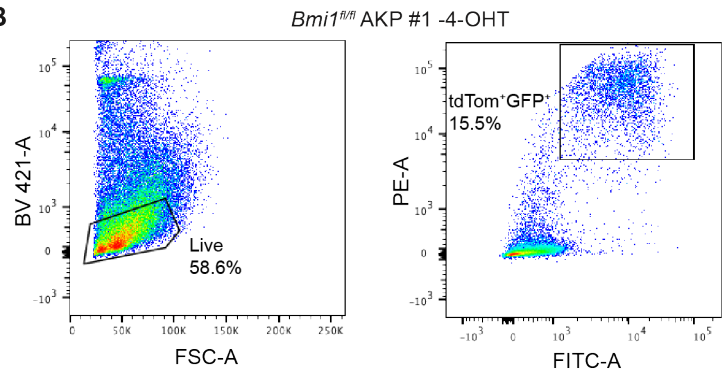 B
Bmi1fl/fl AKP #1 -4-OHT
10⁵
10⁴
10³
0
-10³
BV 421-A
Live
58.6%
0 50K 100K 150K 200K 250K
FSC-A
10⁵
10⁴
10³
0
-10³
PE-A
tdTom⁺GFP⁺
15.5%
-10³ 0 10³ 10⁴ 10⁵
FITC-A